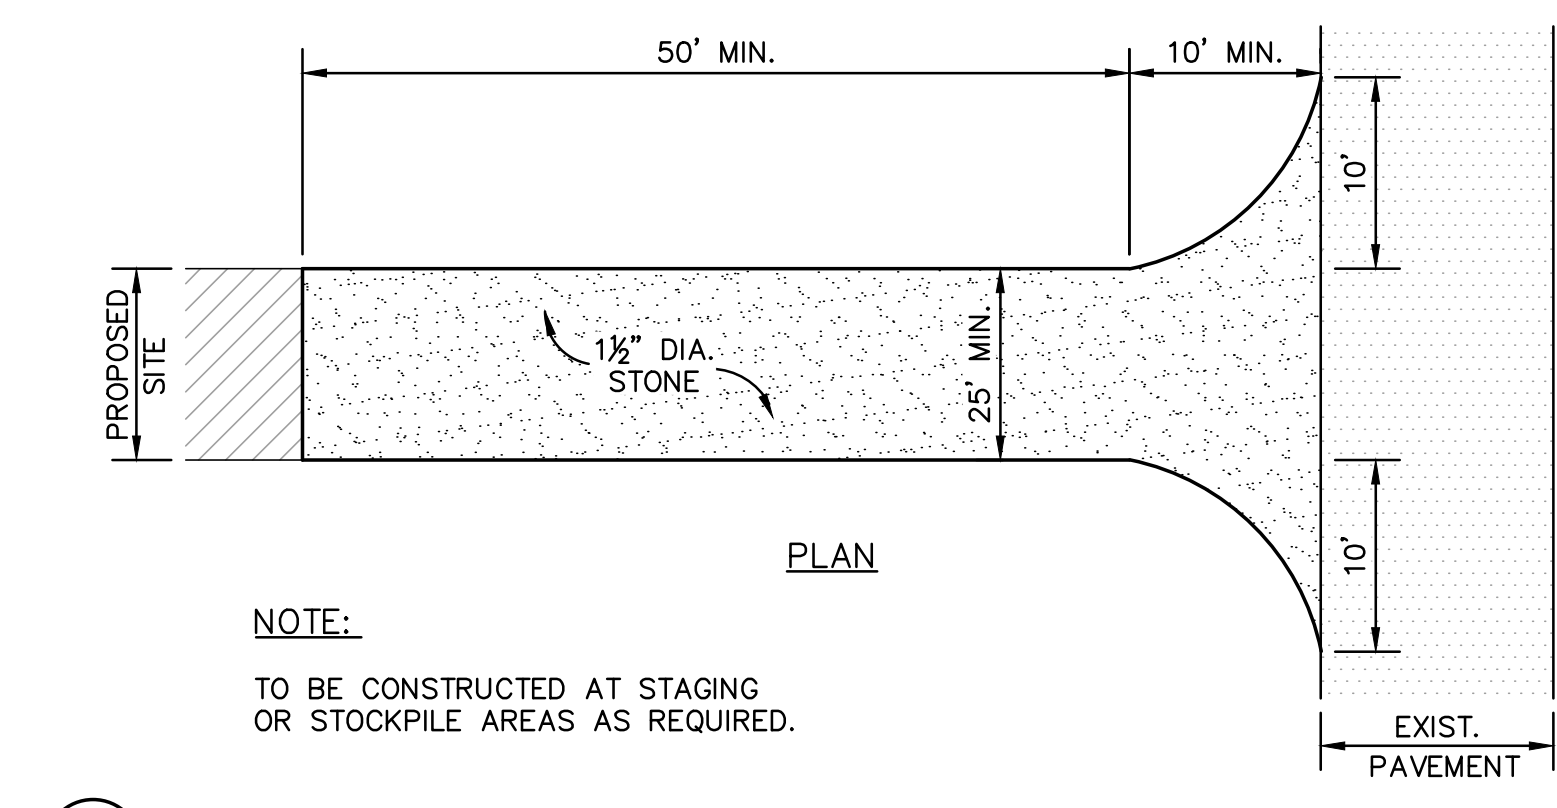 50' MIN.
10' MIN.
10'
PROPOSED
SITE
1½" DIA.
STONE
25' MIN.
10'
PLAN
NOTE:
TO BE CONSTRUCTED AT STAGING
OR STOCKPILE AREAS AS REQUIRED.
EXIST.
PAVEMENT